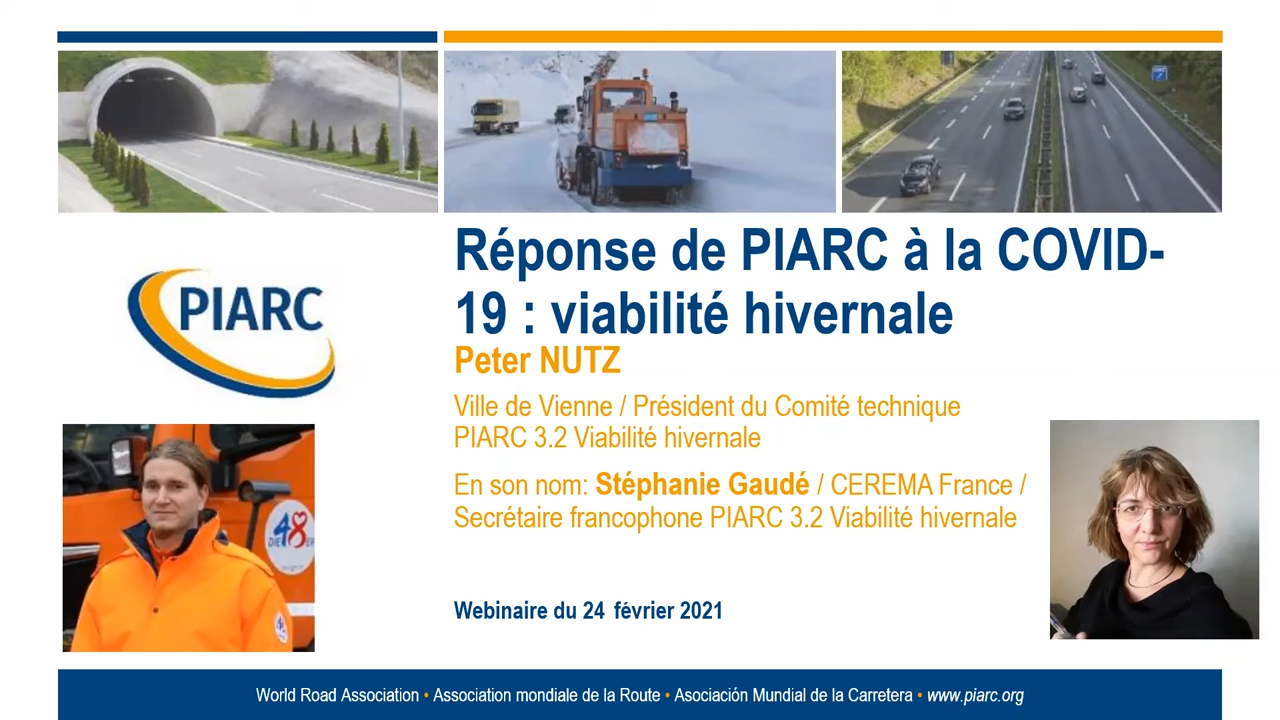 Réponse de PIARC à la COVID-
19 : viabilité hivernale
PIARC
Peter NUTZ
Ville de Vienne / Président du Comité technique
PIARC 3.2 Viabilité hivernale
En son nom: Stéphanie Gaudé / CEREMA France /
Secrétaire francophone PIARC 3.2 Viabilité hivernale
48
DIE
ER
Webinaire du 24 février 2021
World Road Association • Association mondiale de la Route • Asociación Mundial de la Carretera • www.piarc.org